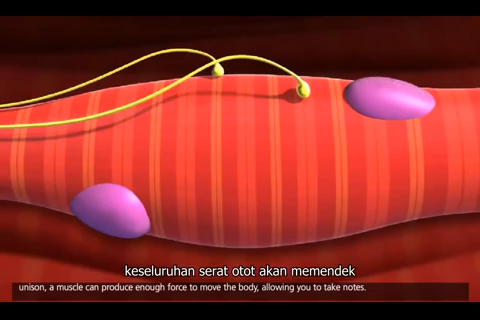 keseluruhan serat otot akan memendek
unison, a muscle can produce enough force to move the body, allowing you to take notes.